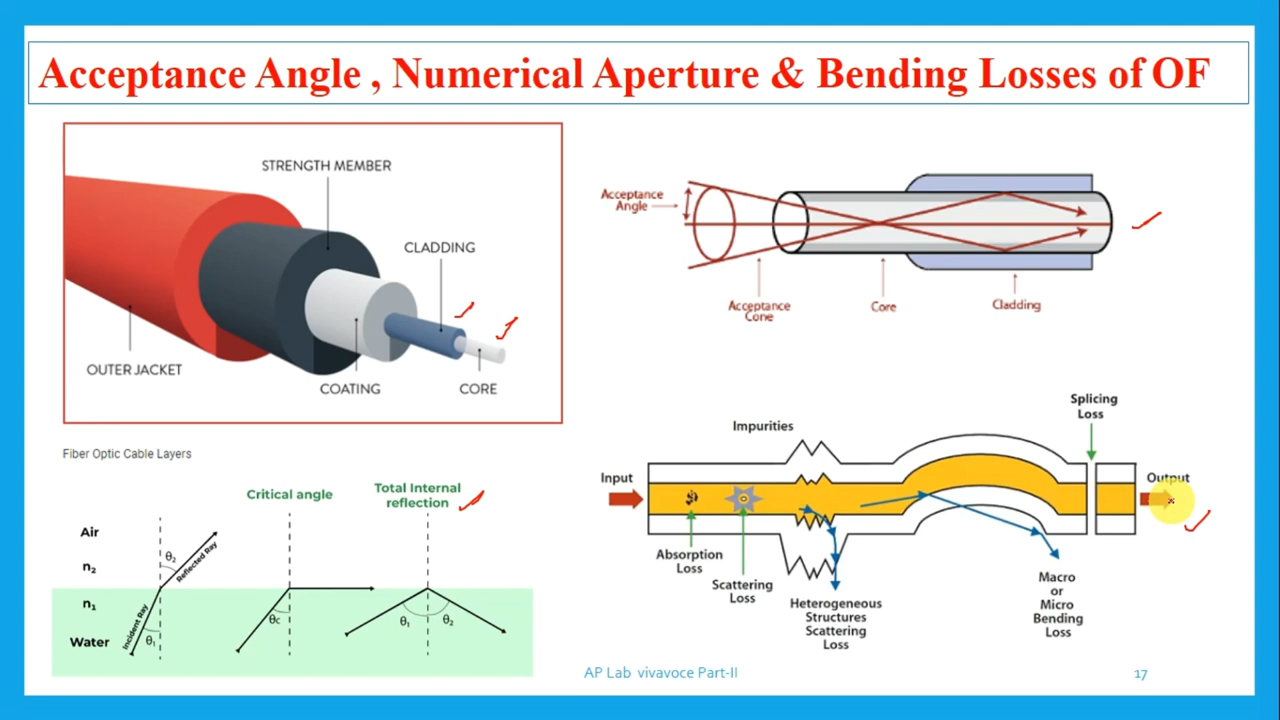 Acceptance Angle , Numerical Aperture & Bending Losses of OF
STRENGTH MEMBER
CLADDING
OUTER JACKET
COATING
CORE
Fiber Optic Cable Layers
Acceptance
Angle
Acceptance
Cone
Core
Cladding
Critical angle
Total Internal
reflection
Air
n₂
n₁
Water
θ₂
Reflected Ray
Incident Ray
θ₁
θc
θ₁
θ₂
Splicing
Loss
Impurities
Input
Output
Absorption
Loss
Scattering
Loss
Heterogeneous
Structures
Scattering
Loss
Macro
or
Micro
Bending
Loss
AP Lab vivavoce Part-II
17